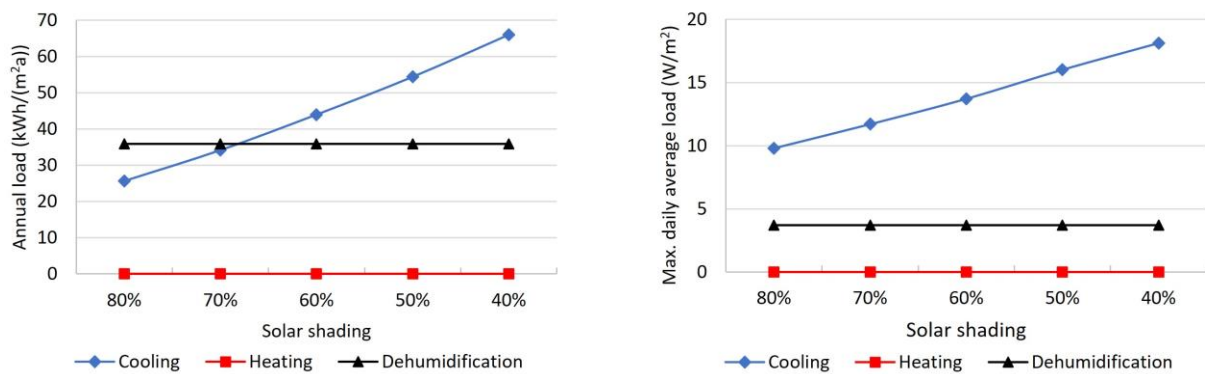 Annual load (kWh/(m²a))
70
60
50
40
30
20
10
0
80% 70% 60% 50% 40%
Solar shading
Cooling Heating Dehumidification
Max. daily average load (W/m²)
20
15
10
5
0
80% 70% 60% 50% 40%
Solar shading
Cooling Heating Dehumidification